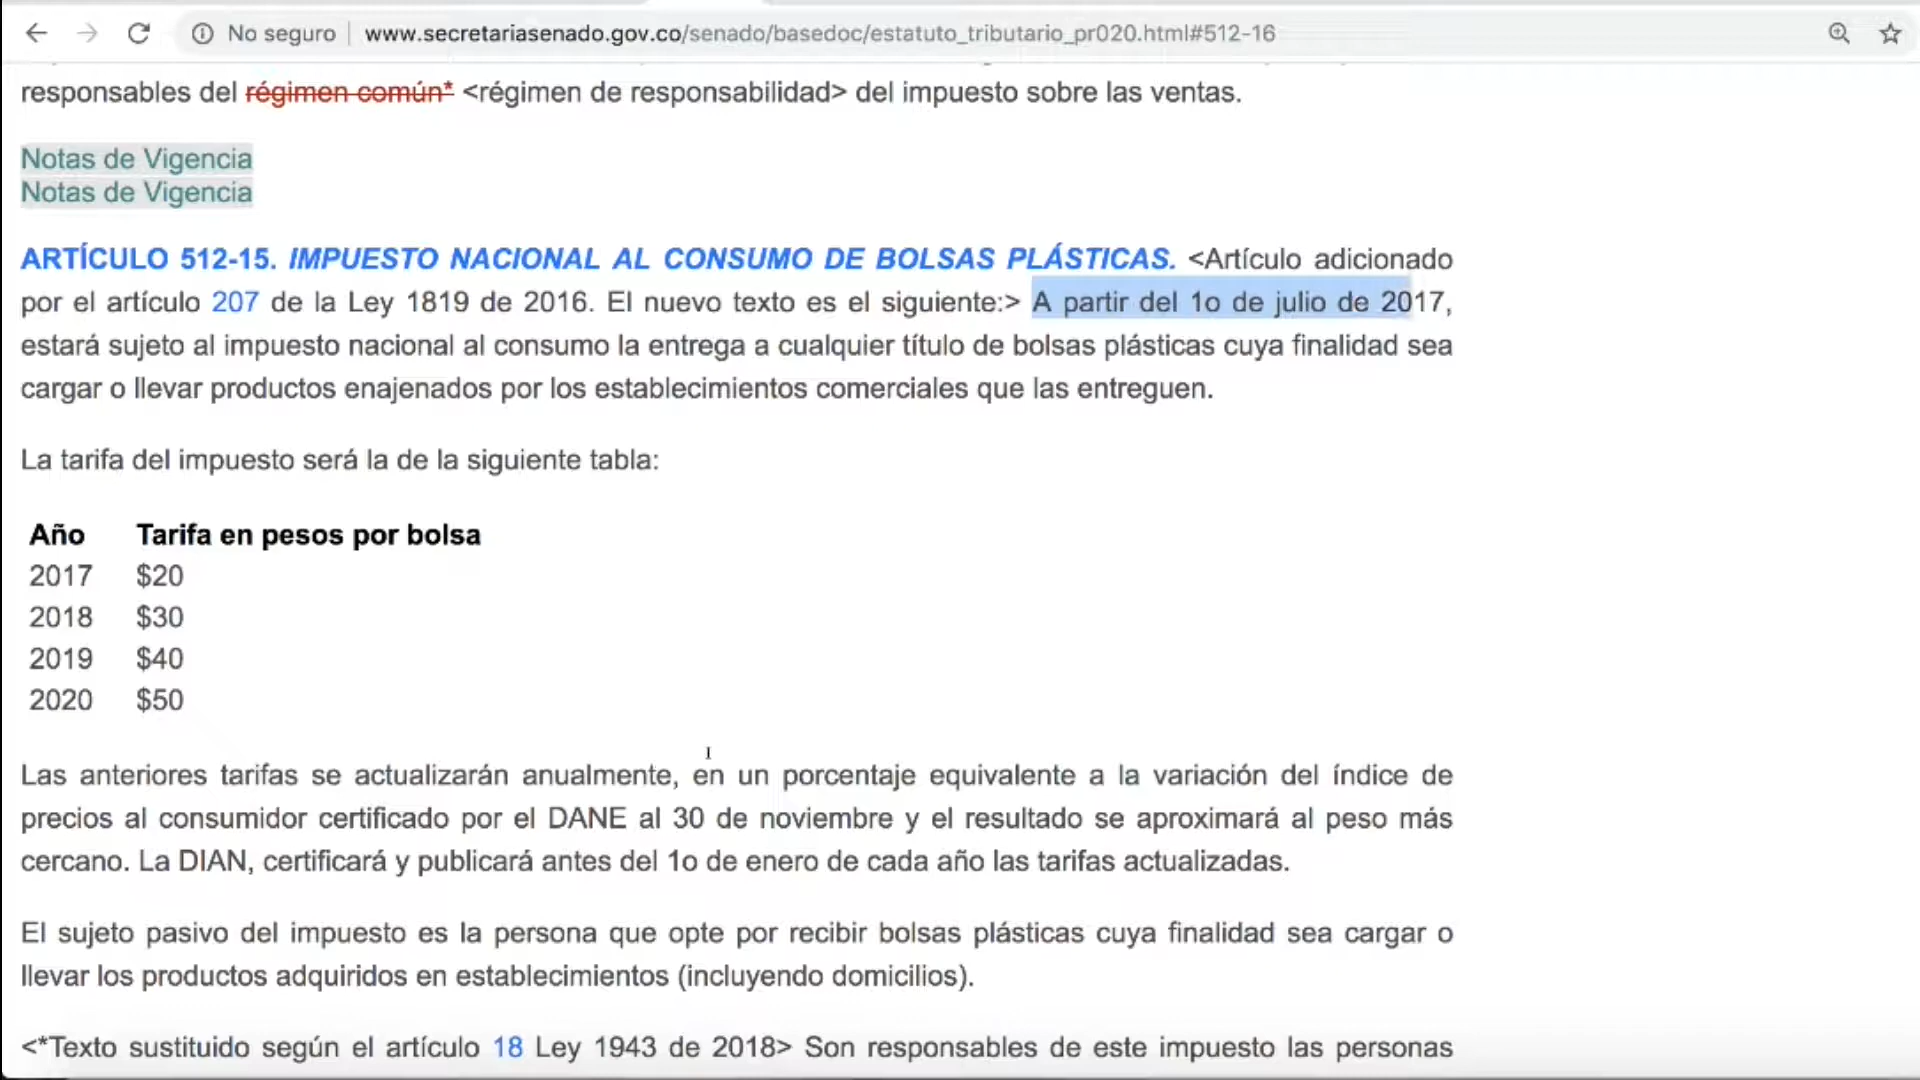 No seguro | www.secretariasenado.gov.co/senado/basedoc/estatuto_tributario_pr020.html#512-16
responsables del régimen común* <régimen de responsabilidad> del impuesto sobre las ventas.
Notas de Vigencia
Notas de Vigencia
ARTÍCULO 512-15. IMPUESTO NACIONAL AL CONSUMO DE BOLSAS PLÁSTICAS. <Artículo adicionado
por el artículo 207 de la Ley 1819 de 2016. El nuevo texto es el siguiente:> A partir del 1o de julio de 2017,
estará sujeto al impuesto nacional al consumo la entrega a cualquier título de bolsas plásticas cuya finalidad sea
cargar o llevar productos enajenados por los establecimientos comerciales que las entreguen.
La tarifa del impuesto será la de la siguiente tabla:
Año Tarifa en pesos por bolsa
2017 $20
2018 $30
2019 $40
2020 $50
Las anteriores tarifas se actualizarán anualmente, en un porcentaje equivalente a la variación del índice de
precios al consumidor certificado por el DANE al 30 de noviembre y el resultado se aproximará al peso más
cercano. La DIAN, certificará y publicará antes del 1o de enero de cada año las tarifas actualizadas.
El sujeto pasivo del impuesto es la persona que opte por recibir bolsas plásticas cuya finalidad sea cargar o
llevar los productos adquiridos en establecimientos (incluyendo domicilios).
<*Texto sustituido según el artículo 18 Ley 1943 de 2018> Son responsables de este impuesto las personas